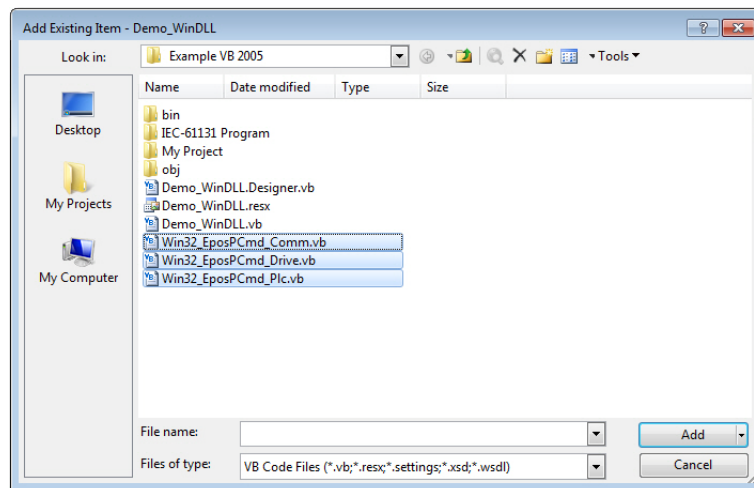 Add Existing Item - Demo_WinDLL
Look in: Example VB 2005 Tools
Name Date modified Type Size
Desktop
My Projects
My Computer
bin
IEC-61131 Program
My Project
obj
Demo_WinDLL.Designer.vb
Demo_WinDLL.resx
Demo_WinDLL.vb
Win32_EposPCmd_Comm.vb
Win32_EposPCmd_Drive.vb
Win32_EposPCmd_Plc.vb
File name: Add
Files of type: VB Code Files (*.vb;*.resx;*.settings;*.xsd;*.wsdl) Cancel